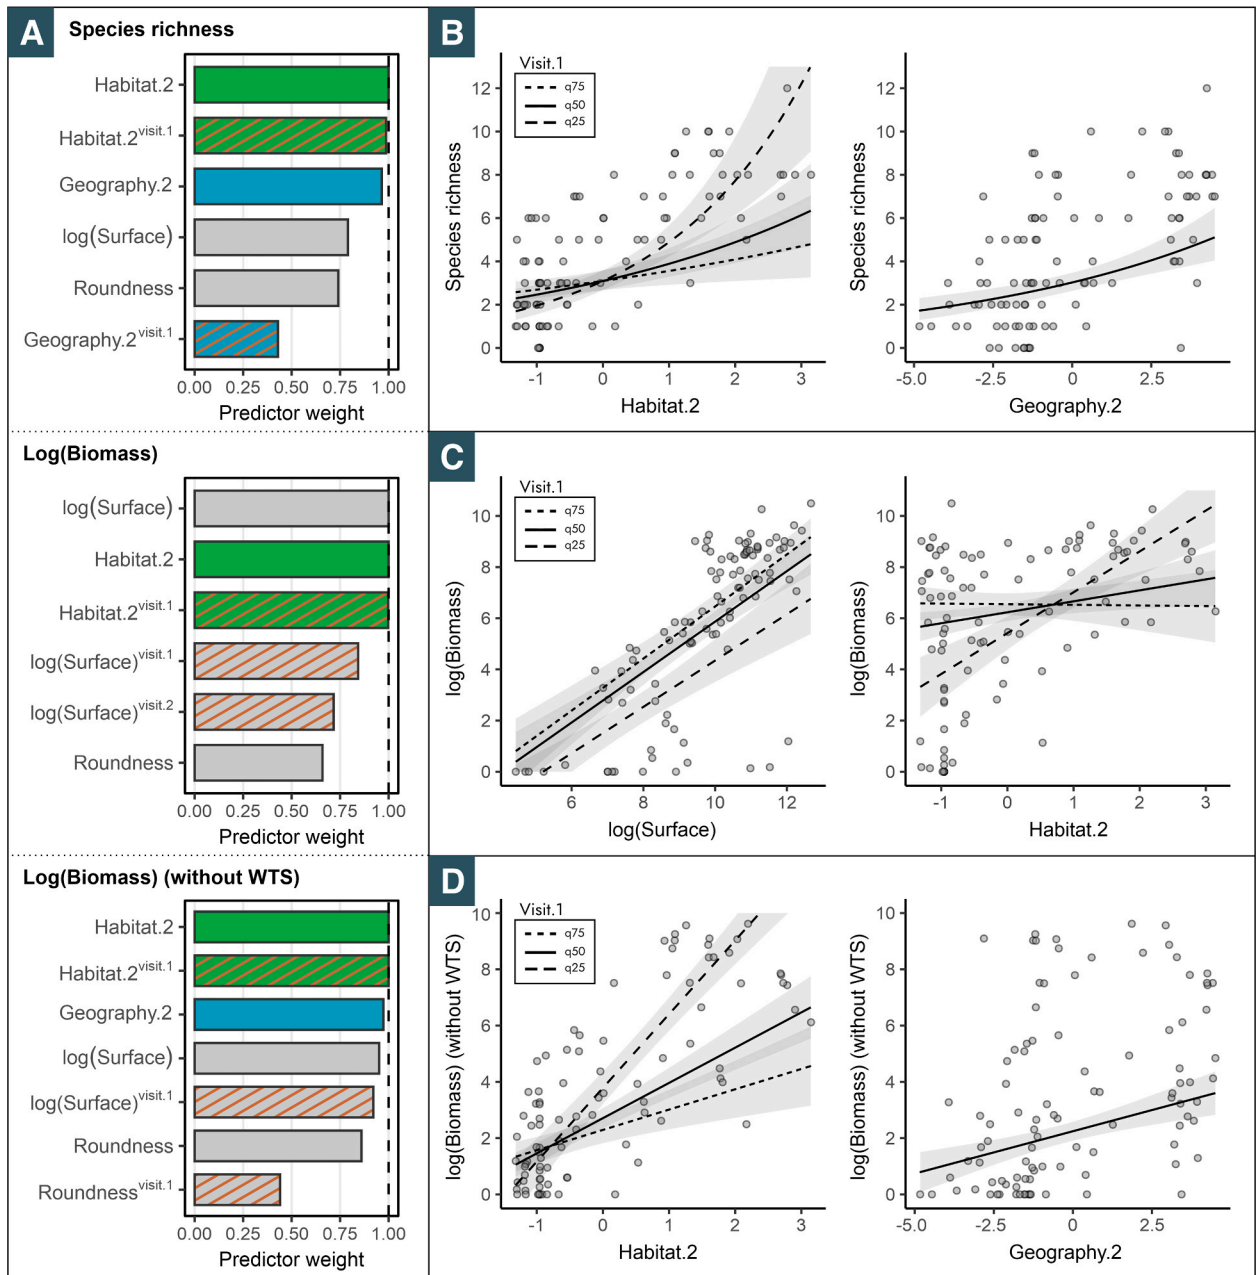 A
Species richness
Habitat.2
Habitat.2visit.1
Geography.2
log(Surface)
Roundness
Geography.2visit.1
0.00 0.25 0.50 0.75 1.00
Predictor weight
B
Visit.1
q75
q50
q25
Species richness
12
10
8
6
4
2
0
-1 0 1 2 3
Habitat.2
Species richness
12
10
8
6
4
2
0
-5.0 -2.5 0 2.5
Geography.2
Log(Biomass)
log(Surface)
Habitat.2
Habitat.2visit.1
log(Surface)visit.1
log(Surface)visit.2
Roundness
0.00 0.25 0.50 0.75 1.00
Predictor weight
C
Visit.1
q75
q50
q25
log(Biomass)
10
8
6
4
2
0
6 8 10 12
log(Surface)
log(Biomass)
10
8
6
4
2
0
-1 0 1 2 3
Habitat.2
Log(Biomass) (without WTS)
Habitat.2
Habitat.2visit.1
Geography.2
log(Surface)
log(Surface)visit.1
Roundness
Roundnessvisit.1
0.00 0.25 0.50 0.75 1.00
Predictor weight
D
Visit.1
q75
q50
q25
log(Biomass) (without WTS)
10
8
6
4
2
0
-1 0 1 2 3
Habitat.2
log(Biomass) (without WTS)
10
8
6
4
2
0
-5.0 -2.5 0 2.5
Geography.2